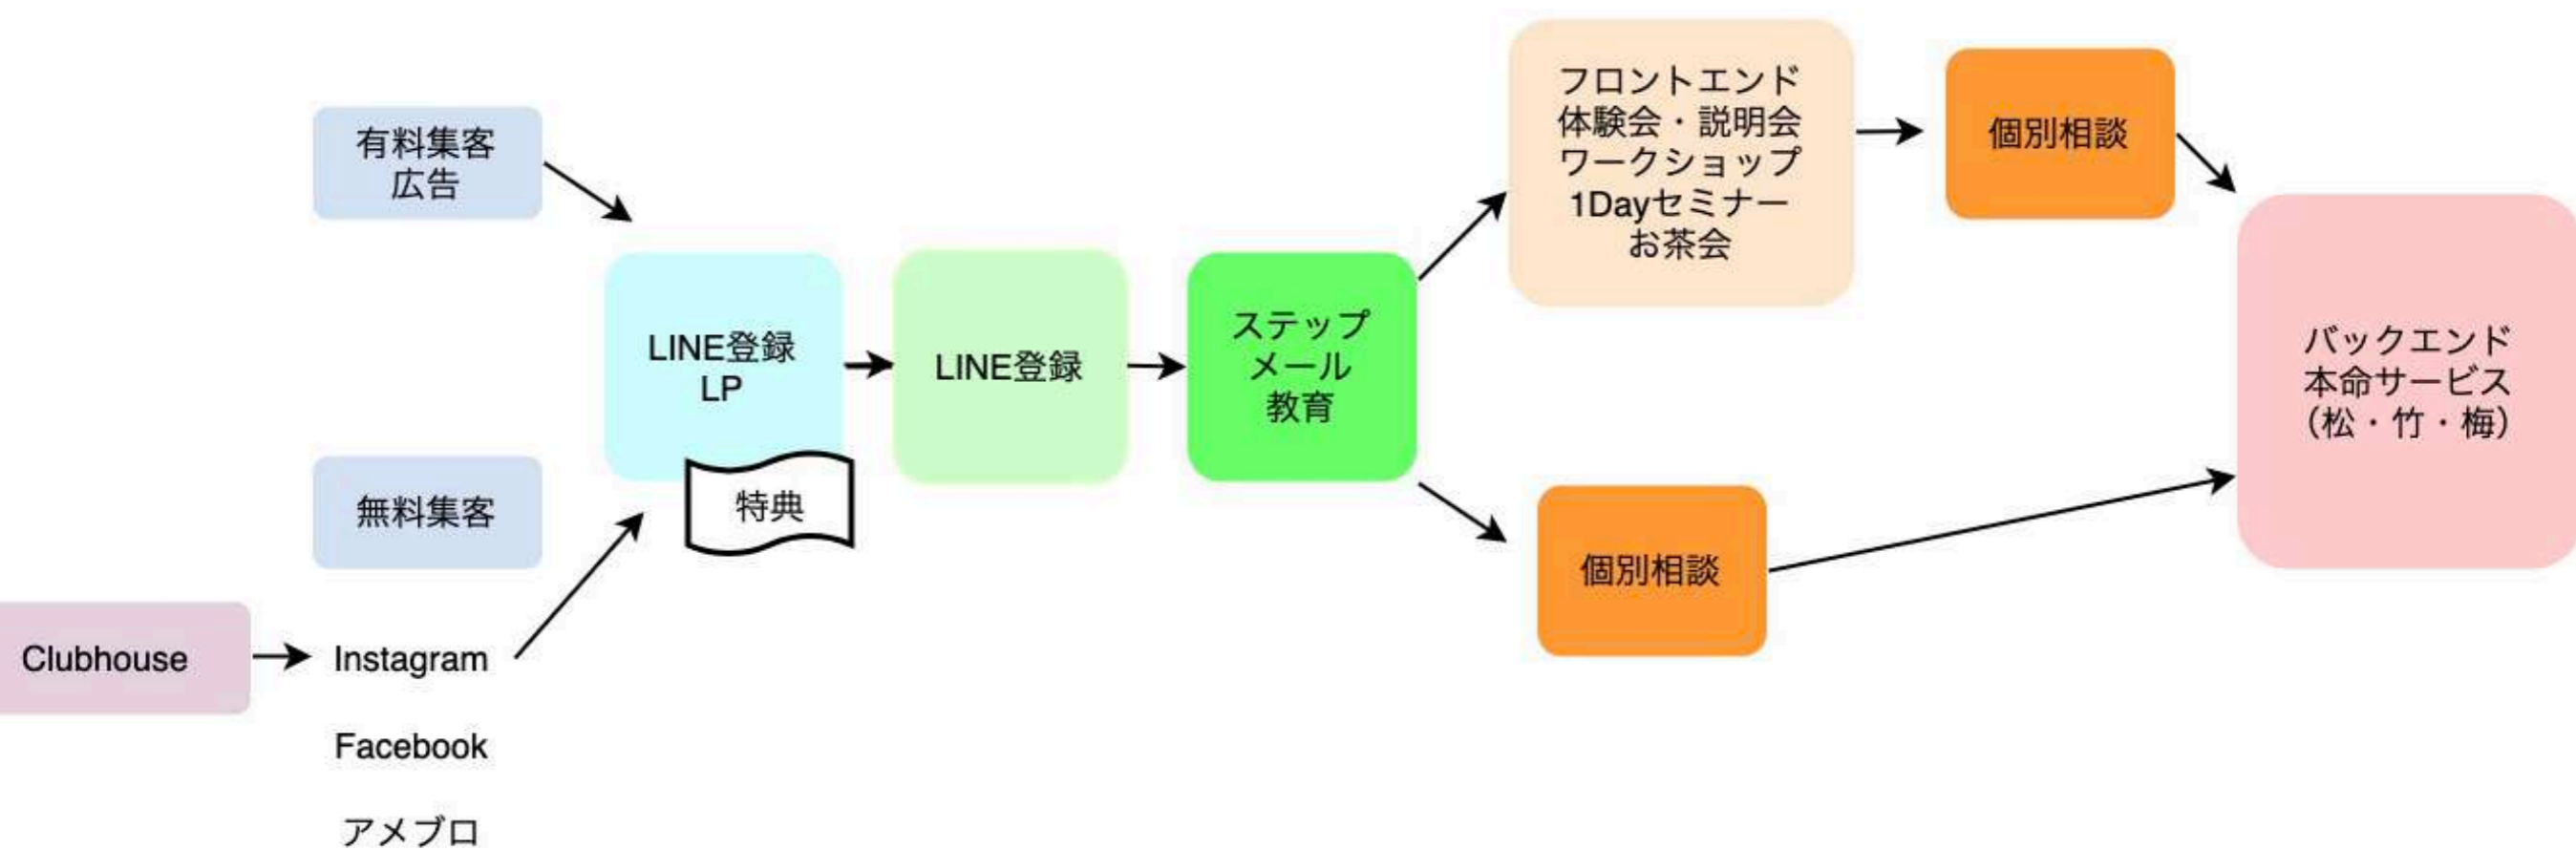 有料集客
広告
無料集客
Clubhouse
Instagram
Facebook
アメブロ
LINE登録
LP
特典
LINE登録
ステップ
メール
教育
フロントエンド
体験会・説明会
ワークショップ
1Dayセミナー
お茶会
個別相談
個別相談
バックエンド
本命サービス
（松・竹・梅）